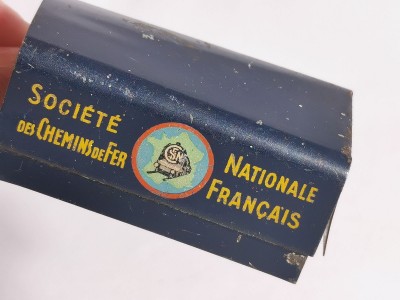 SOCIÉTÉ
DES CHEMINS DE FER
NATIONALE
FRANÇAIS